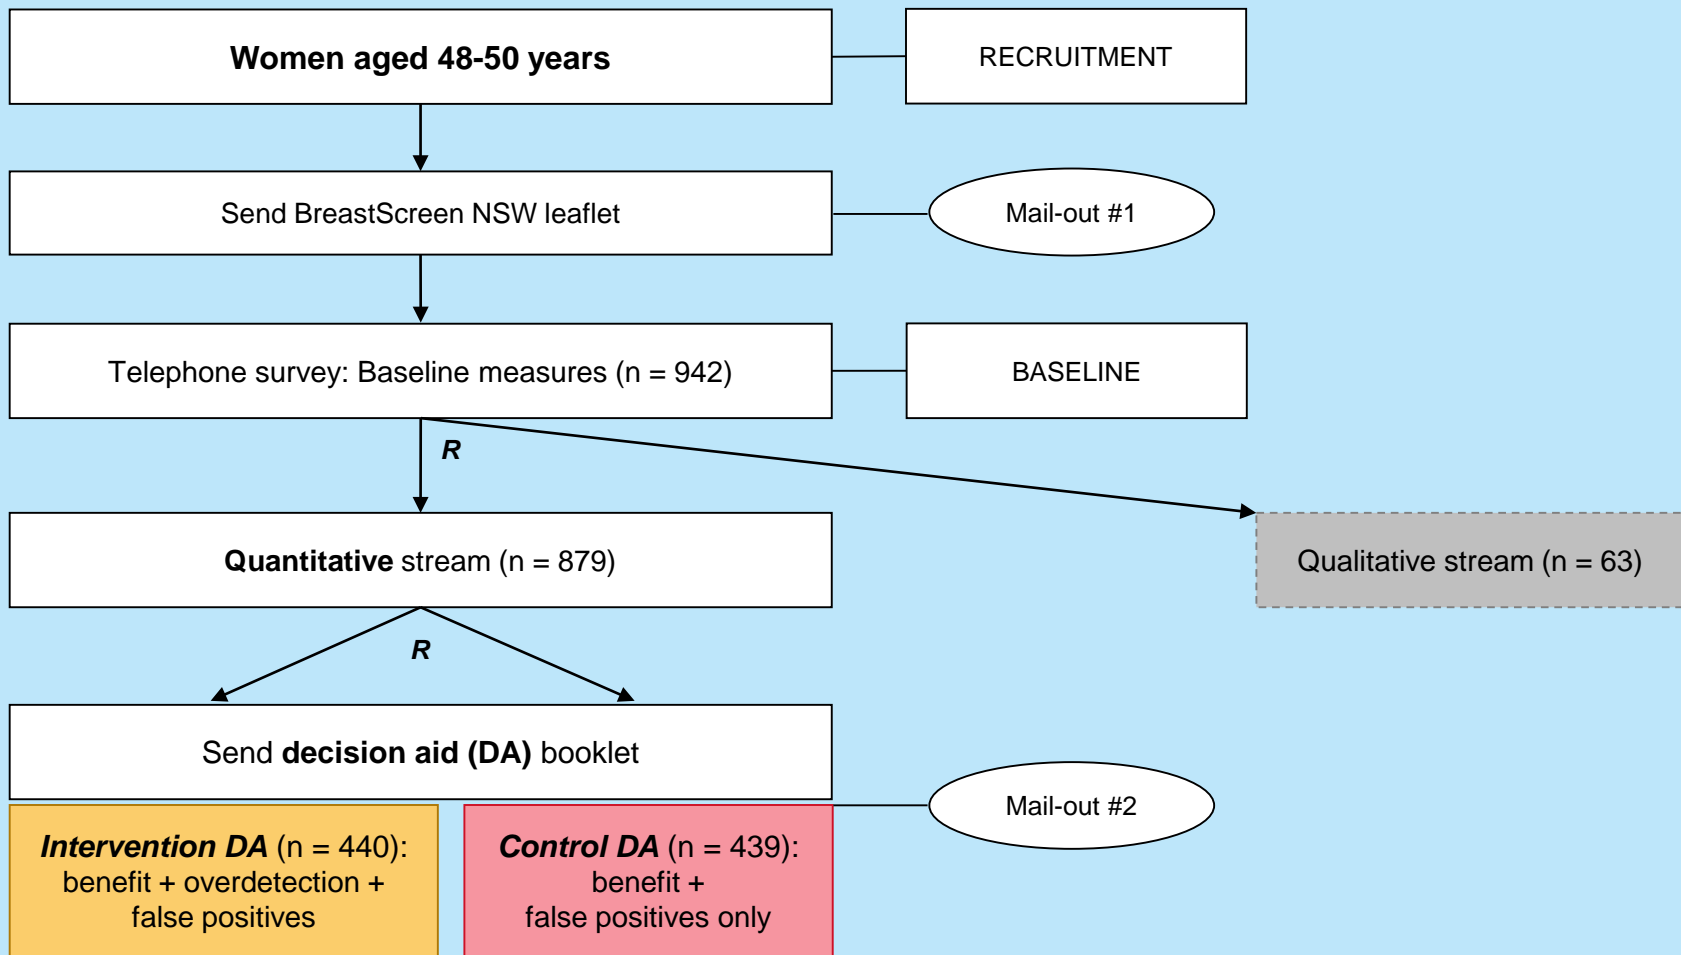 Women aged 48-50 years
RECRUITMENT
Send BreastScreen NSW leaflet
Mail-out #1
Telephone survey: Baseline measures (n = 942)
BASELINE
R
Quantitative stream (n = 879)
Qualitative stream (n = 63)
R
Send decision aid (DA) booklet
Mail-out #2
Intervention DA (n = 440):
benefit + overdetection +
false positives
Control DA (n = 439):
benefit +
false positives only